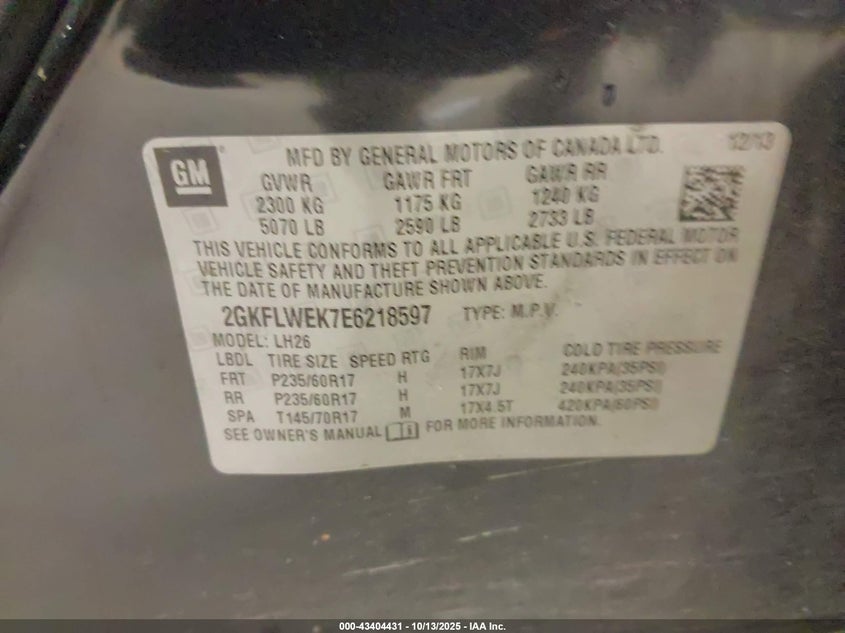 GM
MFD BY GENERAL MOTORS OF CANADA LTD. 12/13
GVWR GAWR FRT GAWR RR
2300 KG 1175 KG 1240 KG
5070 LB 2590 LB 2733 LB
THIS VEHICLE CONFORMS TO ALL APPLICABLE U.S. FEDERAL MOTOR
VEHICLE SAFETY AND THEFT PREVENTION STANDARDS IN EFFECT ON
THE DATE OF MANUFACTURE SHOWN ABOVE.
2GKFLWEK7E6218597 TYPE: M.P.V.
MODEL: LH26
LBDL TIRE SIZE SPEED RTG RIM COLD TIRE PRESSURE
FRT P235/60R17 H 17X7J 240KPA(35PSI)
RR P235/60R17 H 17X7J 240KPA(35PSI)
SPA T145/70R17 M 17X4.5T 420KPA(60PSI)
SEE OWNER'S MANUAL FOR MORE INFORMATION.
000-43404431 - 10/13/2025 - IAA Inc.